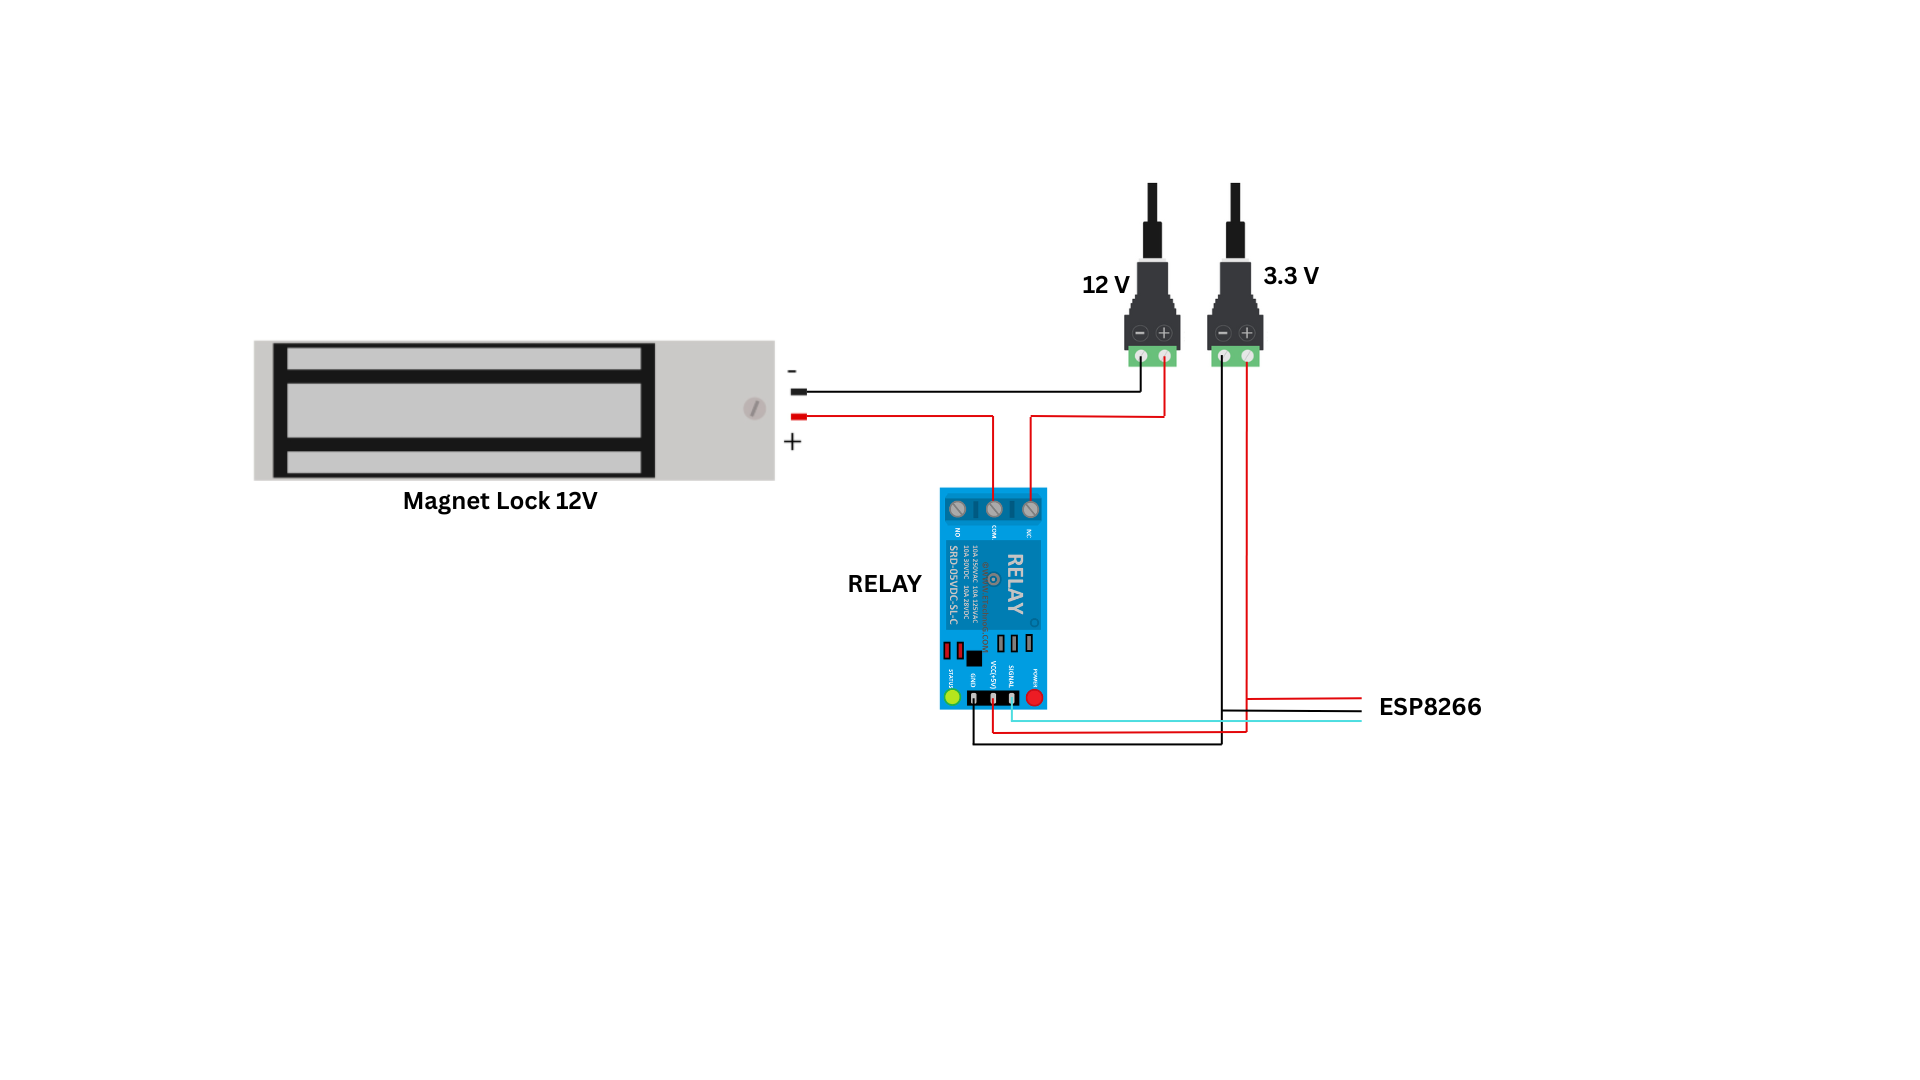 12 V
3.3 V
-
+
- +
- +
Magnet Lock 12V
RELAY
NO
COM
NC
RELAY
10A 250VAC 10A 125VAC
10A 30VDC 10A 28VDC
SRD-05VDC-SL-C
STATUS
GND
VCC(+5V)
SIGNAL
POWER
ESP8266